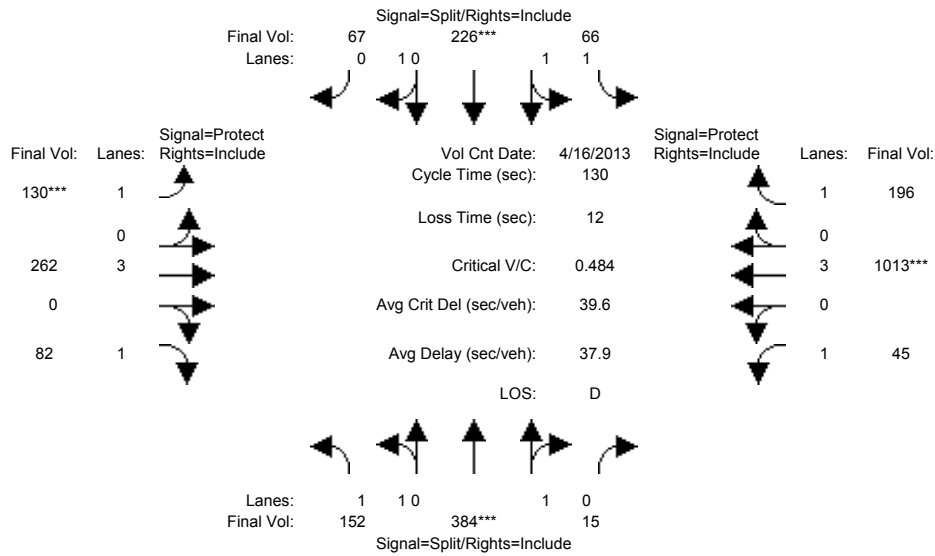 Signal=Split/Rights=Include
Final Vol: 67 226*** 66
Lanes: 0 1 0 1 1
Signal=Protect Signal=Protect
Final Vol: Lanes: Rights=Include Vol Cnt Date: 4/16/2013 Rights=Include Lanes: Final Vol:
Cycle Time (sec): 130
130*** 1 1 196
Loss Time (sec): 12
0 0
262 3 Critical V/C: 0.484 3 1013***
0 Avg Crit Del (sec/veh): 39.6 0
82 1 Avg Delay (sec/veh): 37.9 1 45
LOS: D
Lanes: 1 1 0 1 0
Final Vol: 152 384*** 15
Signal=Split/Rights=Include